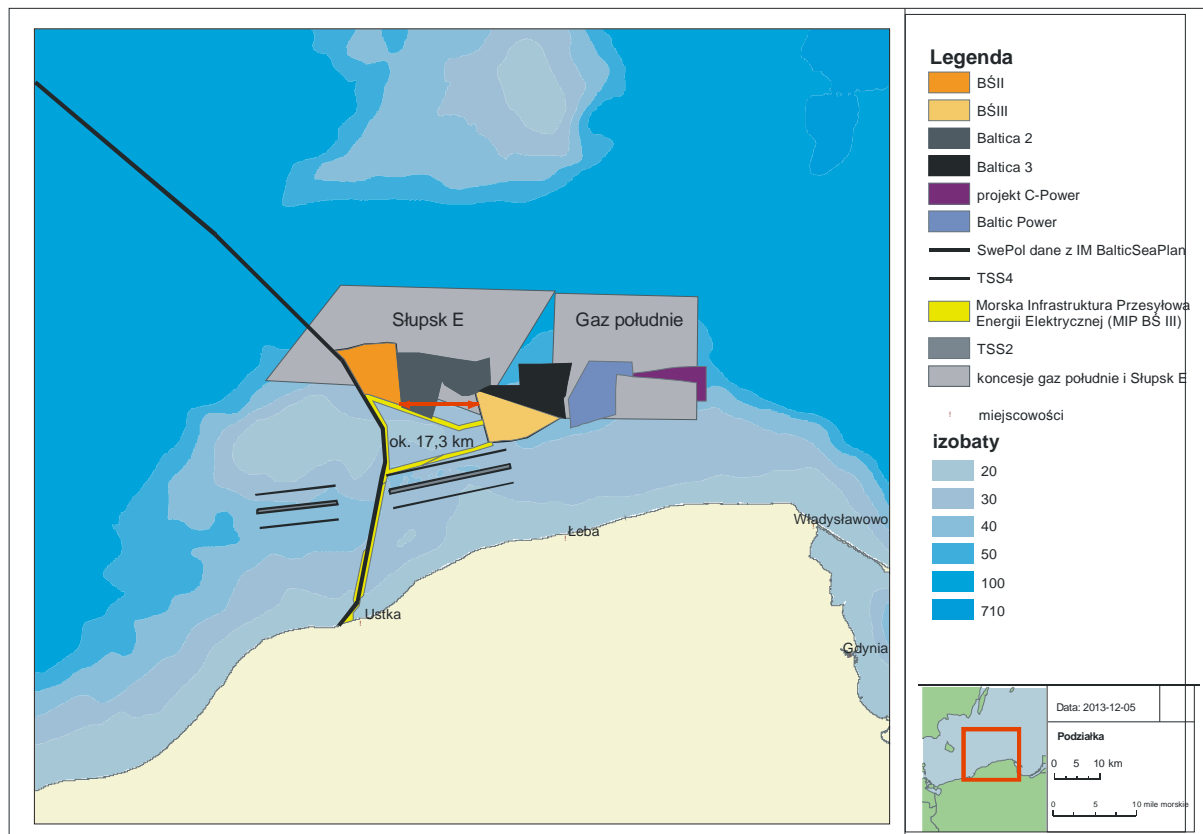 Słupsk E
Gaz południe
ok. 17,3 km
Łeba
Władysławowo
Ustka
Gdynia
Legenda
BŚII
BŚIII
Baltica 2
Baltica 3
projekt C-Power
Baltic Power
SwePol dane z IM BalticSeaPlan
TSS4
Morska Infrastruktura Przesyłowa
Energii Elektrycznej (MIP BŚ III)
TSS2
koncesje gaz południe i Słupsk E
miejscowości
izobaty
20
30
40
50
100
710
Data: 2013-12-05
Podziałka
0 5 10 km
0 5 10 mile morskie